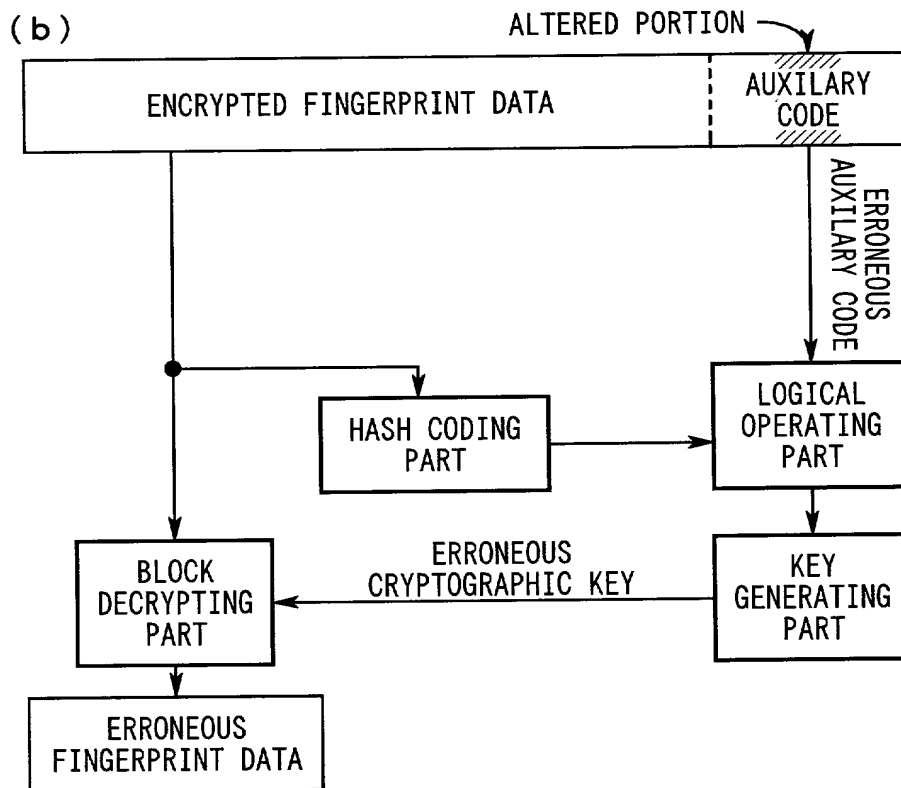 (b)
ALTERED PORTION
ENCRYPTED FINGERPRINT DATA
AUXILARY
CODE
ERRONEOUS
AUXILARY CODE
HASH CODING
PART
LOGICAL
OPERATING
PART
BLOCK
DECRYPTING
PART
ERRONEOUS
CRYPTOGRAPHIC KEY
KEY
GENERATING
PART
ERRONEOUS
FINGERPRINT DATA